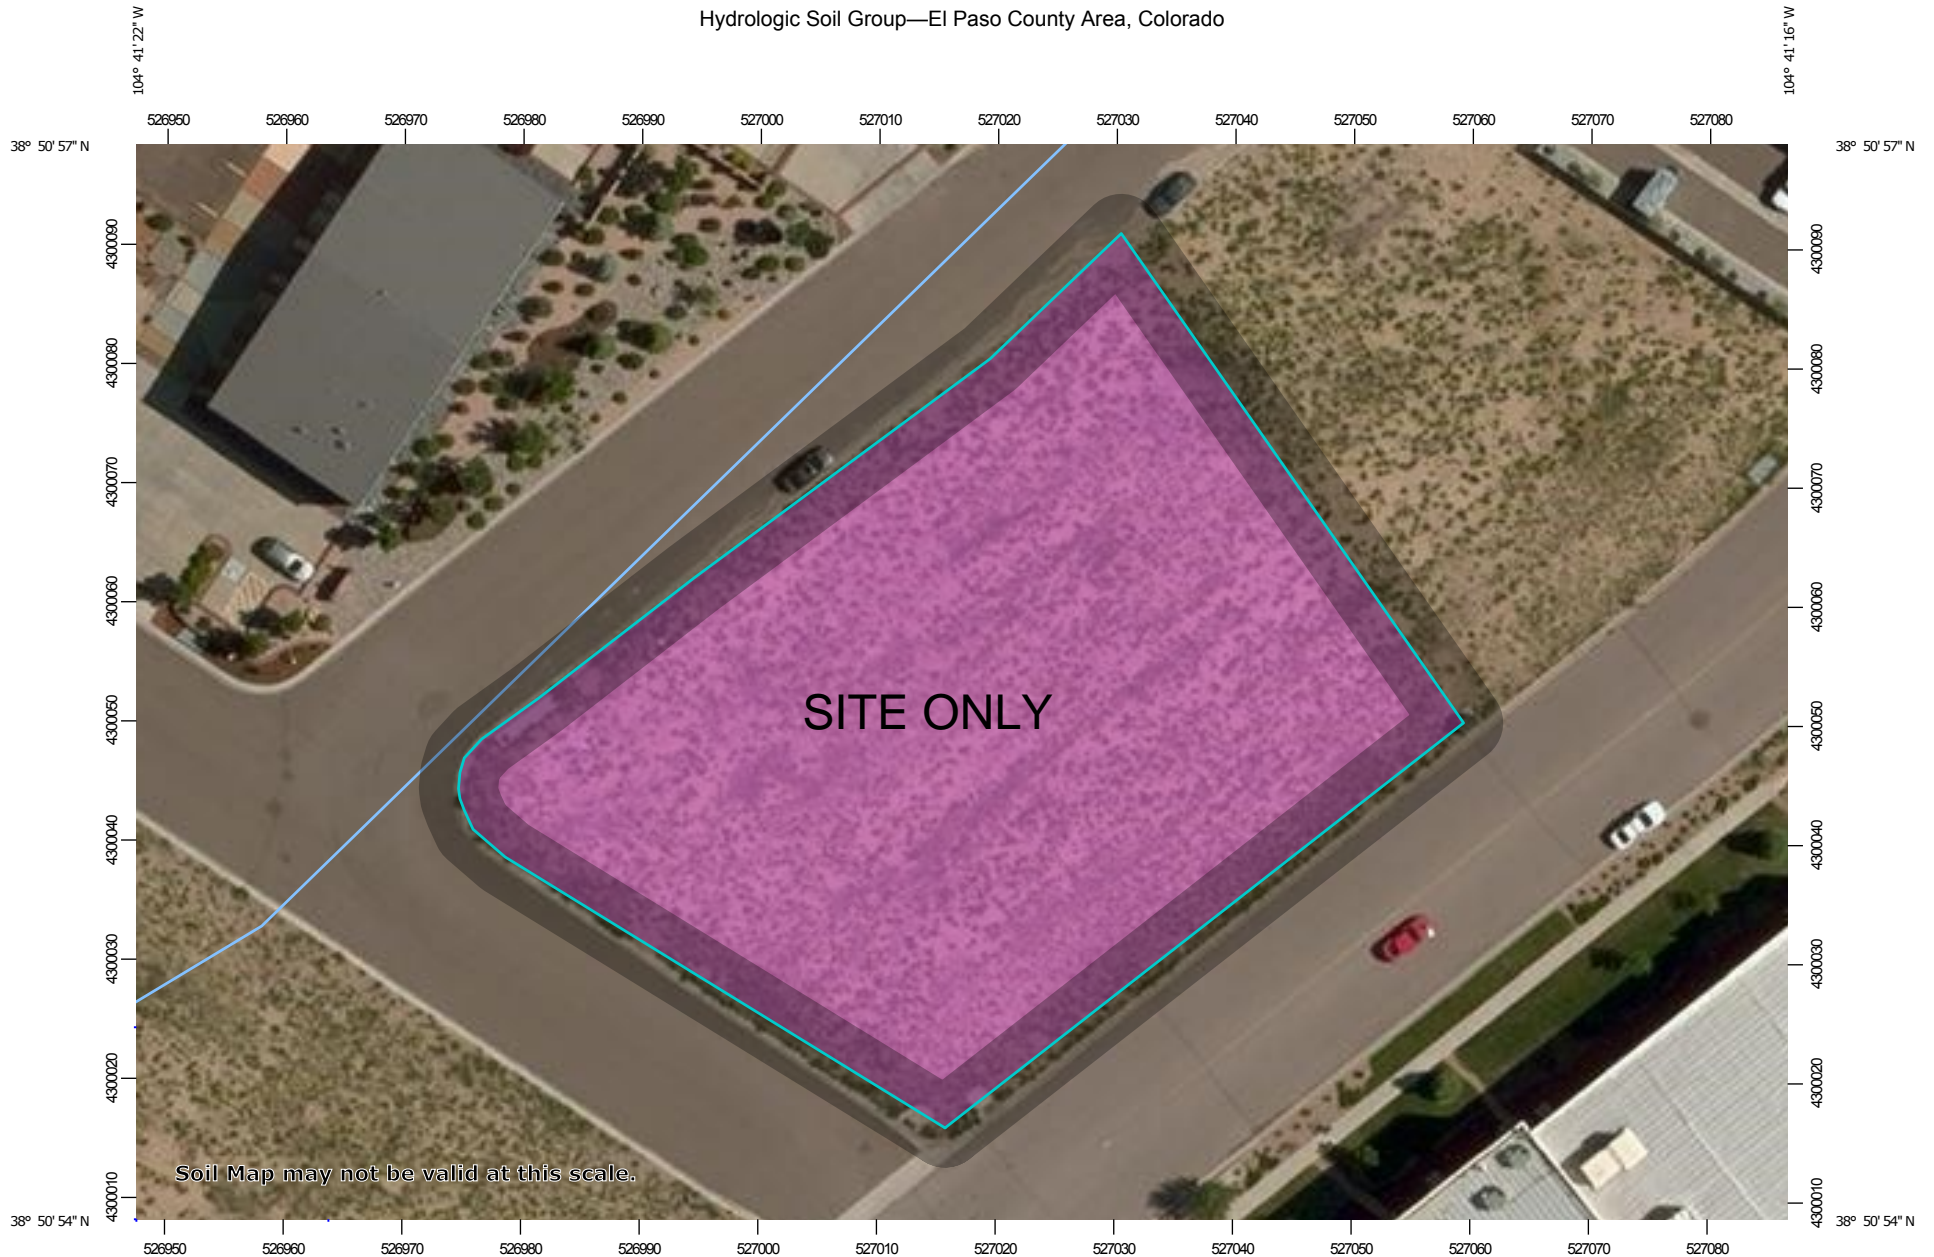 Hydrologic Soil Group—El Paso County Area, Colorado
104° 41' 22" W
104° 41' 16" W
526950 526960 526970 526980 526990 527000 527010 527020 527030 527040 527050 527060 527070 527080
38° 50' 57" N
38° 50' 57" N
4300090
4300090
4300080
4300080
4300070
4300070
4300060
4300060
SITE ONLY
4300050
4300050
4300040
4300040
4300030
4300030
4300020
4300020
Soil Map may not be valid at this scale.
4300010
4300010
38° 50' 54" N
38° 50' 54" N
526950 526960 526970 526980 526990 527000 527010 527020 527030 527040 527050 527060 527070 527080